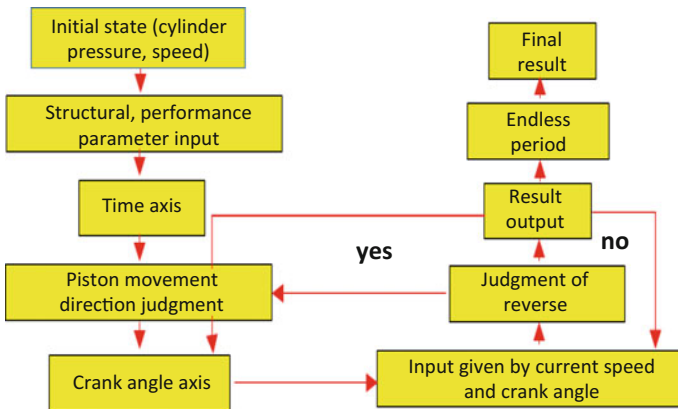 Initial state (cylinder
pressure, speed)
Structural, performance
parameter input
Time axis
Piston movement
direction judgment
Crank angle axis
Final
result
Endless
period
Result
output
yes
no
Judgment of
reverse
Input given by current speed
and crank angle